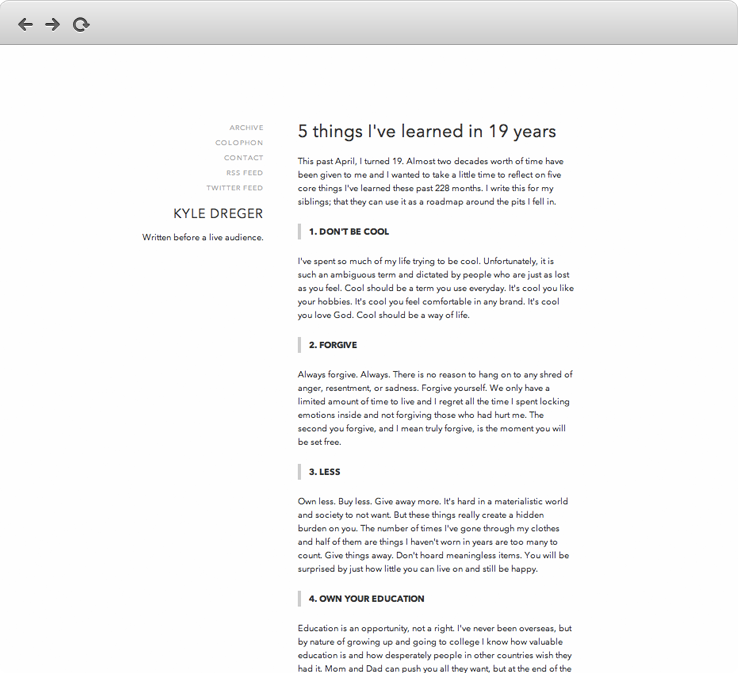 ARCHIVE
COLOPHON
CONTACT
RSS FEED
TWITTER FEED
KYLE DREGER
Written before a live audience.
5 things I've learned in 19 years
This past April, I turned 19. Almost two decades worth of time have
been given to me and I wanted to take a little time to reflect on five
core things I've learned these past 228 months. I write this for my
siblings; that they can use it as a roadmap around the pits I fell in.
1. DON'T BE COOL
I've spent so much of my life trying to be cool. Unfortunately, it is
such an ambiguous term and dictated by people who are just as lost
as you feel. Cool should be a term you use everyday. It's cool you like
your hobbies. It's cool you feel comfortable in any brand. It's cool
you love God. Cool should be a way of life.
2. FORGIVE
Always forgive. Always. There is no reason to hang on to any shred of
anger, resentment, or sadness. Forgive yourself. We only have a
limited amount of time to live and I regret all the time I spent locking
emotions inside and not forgiving those who had hurt me. The
second you forgive, and I mean truly forgive, is the moment you will
be set free.
3. LESS
Own less. Buy less. Give away more. It's hard in a materialistic world
and society to not want. But these things really create a hidden
burden on you. The number of times I've gone through my clothes
and half of them are things I haven't worn in years are too many to
count. Give things away. Don't hoard meaningless items. You will be
surprised by just how little you can live on and still be happy.
4. OWN YOUR EDUCATION
Education is an opportunity, not a right. I've never been overseas, but
by nature of growing up and going to college I know how valuable
education is and how desperately people in other countries wish they
had it. Mom and Dad can push you all they want, but at the end of the